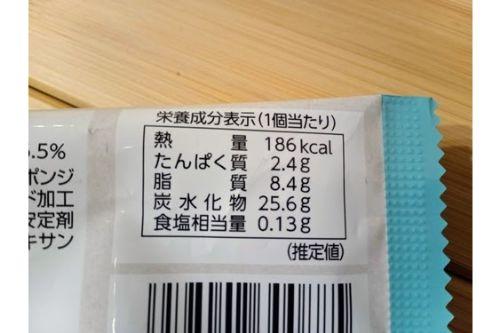 栄養成分表示(1個当たり)
熱量 186kcal
たんぱく質 2.4g
脂質 8.4g
炭水化物 25.6g
食塩相当量 0.13g
(推定値)
.5%
ポンジ
ド加工
安定剤
キサン